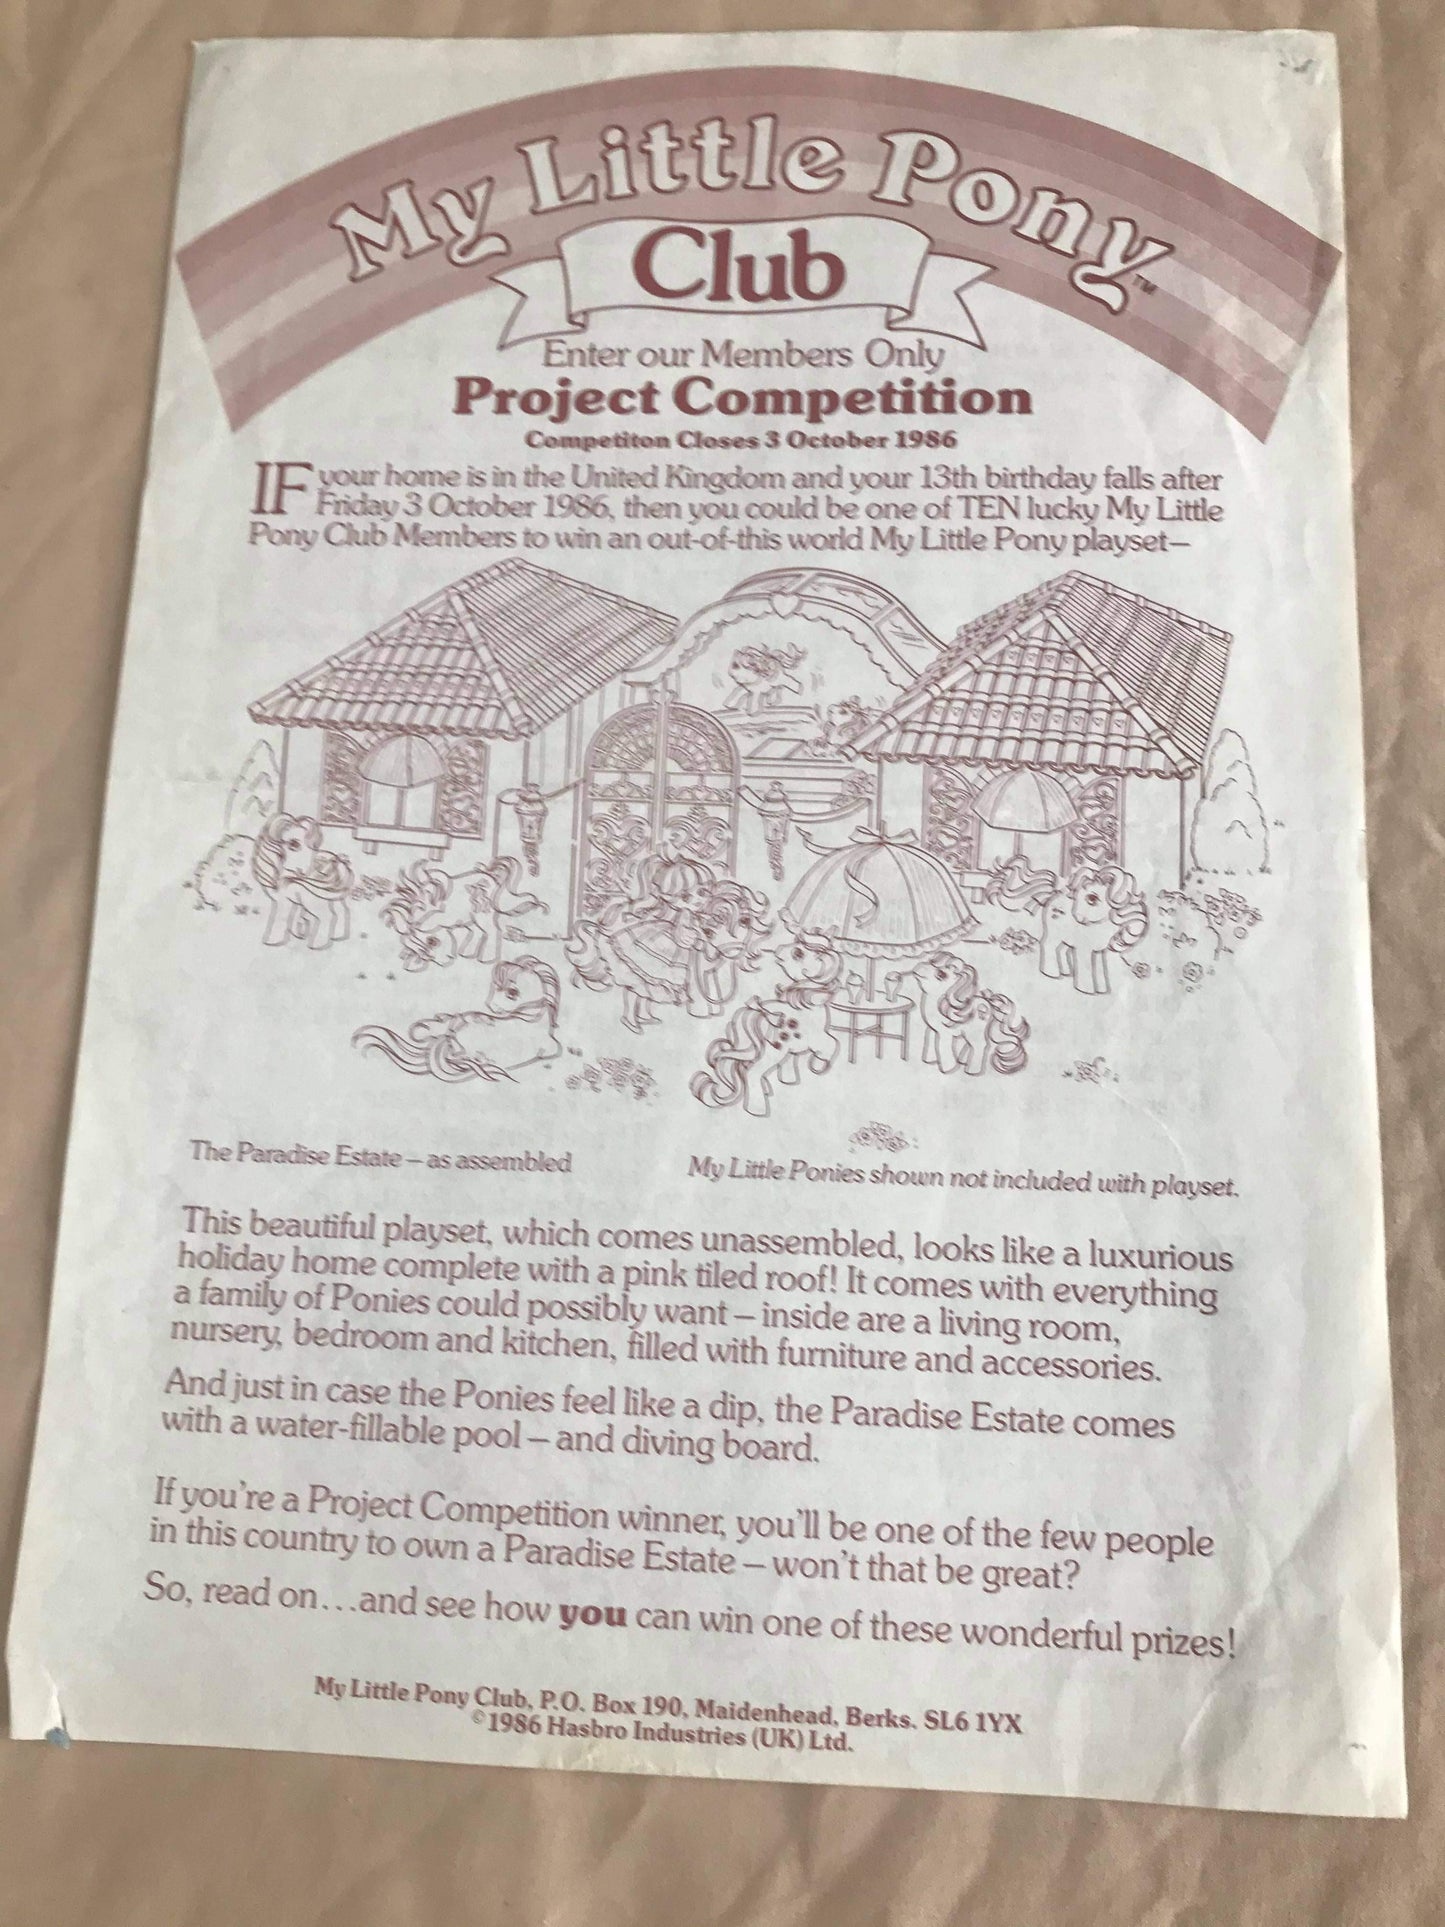 My Little Pony™
Club
Enter our Members Only
Project Competition
Competiton Closes 3 October 1986
IF your home is in the United Kingdom and your 13th birthday falls after
Friday 3 October 1986, then you could be one of TEN lucky My Little
Pony Club Members to win an out-of-this world My Little Pony playset—
The Paradise Estate – as assembled
My Little Ponies shown not included with playset.
This beautiful playset, which comes unassembled, looks like a luxurious
holiday home complete with a pink tiled roof! It comes with everything
a family of Ponies could possibly want – inside are a living room,
nursery, bedroom and kitchen, filled with furniture and accessories.
And just in case the Ponies feel like a dip, the Paradise Estate comes
with a water-fillable pool – and diving board.
If you're a Project Competition winner, you'll be one of the few people
in this country to own a Paradise Estate – won't that be great?
So, read on...and see how you can win one of these wonderful prizes!
My Little Pony Club, P.O. Box 190, Maidenhead, Berks. SL6 1YX
©1986 Hasbro Industries (UK) Ltd.